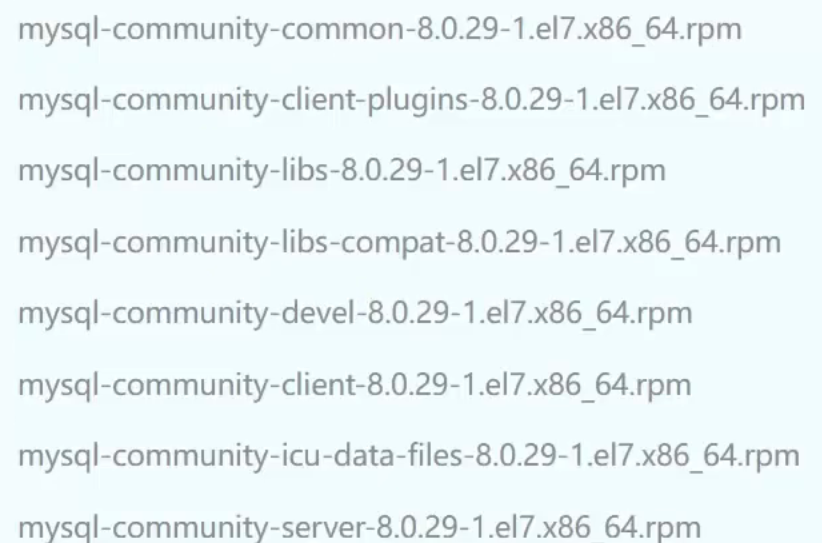 mysql-community-common-8.0.29-1.el7.x86_64.rpm
mysql-community-client-plugins-8.0.29-1.el7.x86_64.rpm
mysql-community-libs-8.0.29-1.el7.x86_64.rpm
mysql-community-libs-compat-8.0.29-1.el7.x86_64.rpm
mysql-community-devel-8.0.29-1.el7.x86_64.rpm
mysql-community-client-8.0.29-1.el7.x86_64.rpm
mysql-community-icu-data-files-8.0.29-1.el7.x86_64.rpm
mysql-community-server-8.0.29-1.el7.x86_64.rpm